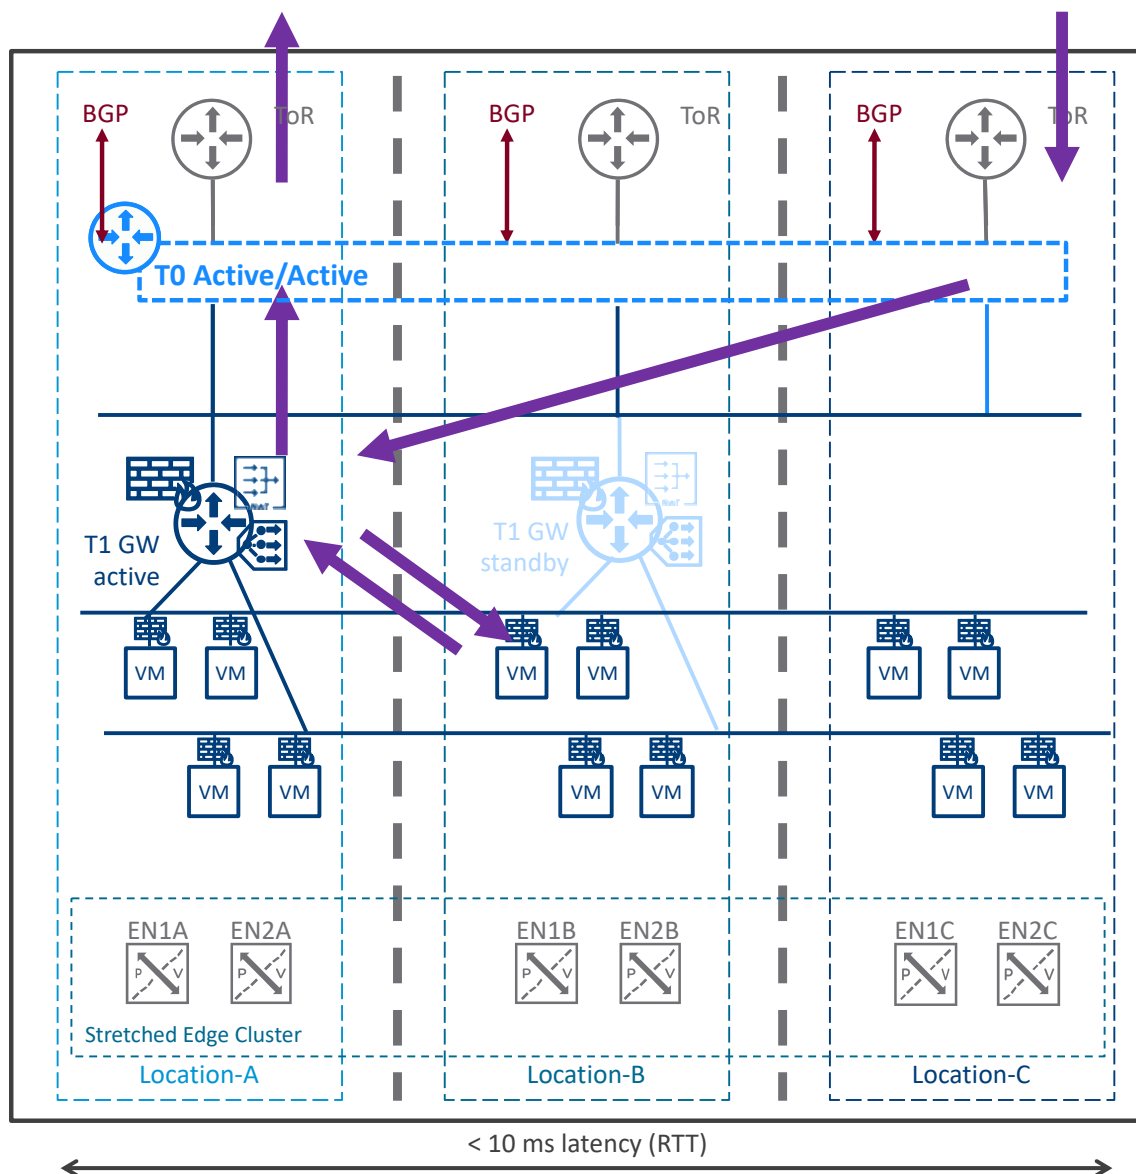 BGP
ToR
BGP
ToR
BGP
ToR
T0 Active/Active
NAT
NAT
T1 GW
active
T1 GW
standby
VM
VM
VM
VM
VM
VM
VM
VM
VM
VM
VM
VM
EN1A
EN2A
EN1B
EN2B
EN1C
EN2C
P
V
P
V
P
V
P
V
P
V
P
V
Stretched Edge Cluster
Location-A
Location-B
Location-C
< 10 ms latency (RTT)